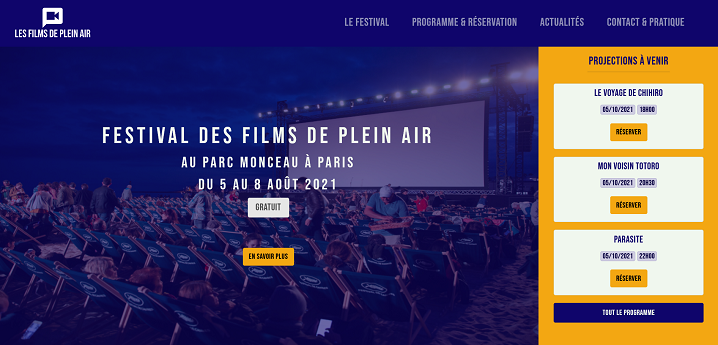 LES FILMS DE PLEIN AIR
LE FESTIVAL
PROGRAMME & RÉSERVATION
ACTUALITÉS
CONTACT & PRATIQUE
FESTIVAL DES FILMS DE PLEIN AIR
AU PARC MONCEAU À PARIS
DU 5 AU 8 AOÛT 2021
GRATUIT
EN SAVOIR PLUS
PROJECTIONS À VENIR
LE VOYAGE DE CHIHIRO
05/10/2021 18H00
RÉSERVER
MON VOISIN TOTORO
05/10/2021 20H30
RÉSERVER
PARASITE
05/10/2021 22H00
RÉSERVER
TOUT LE PROGRAMME